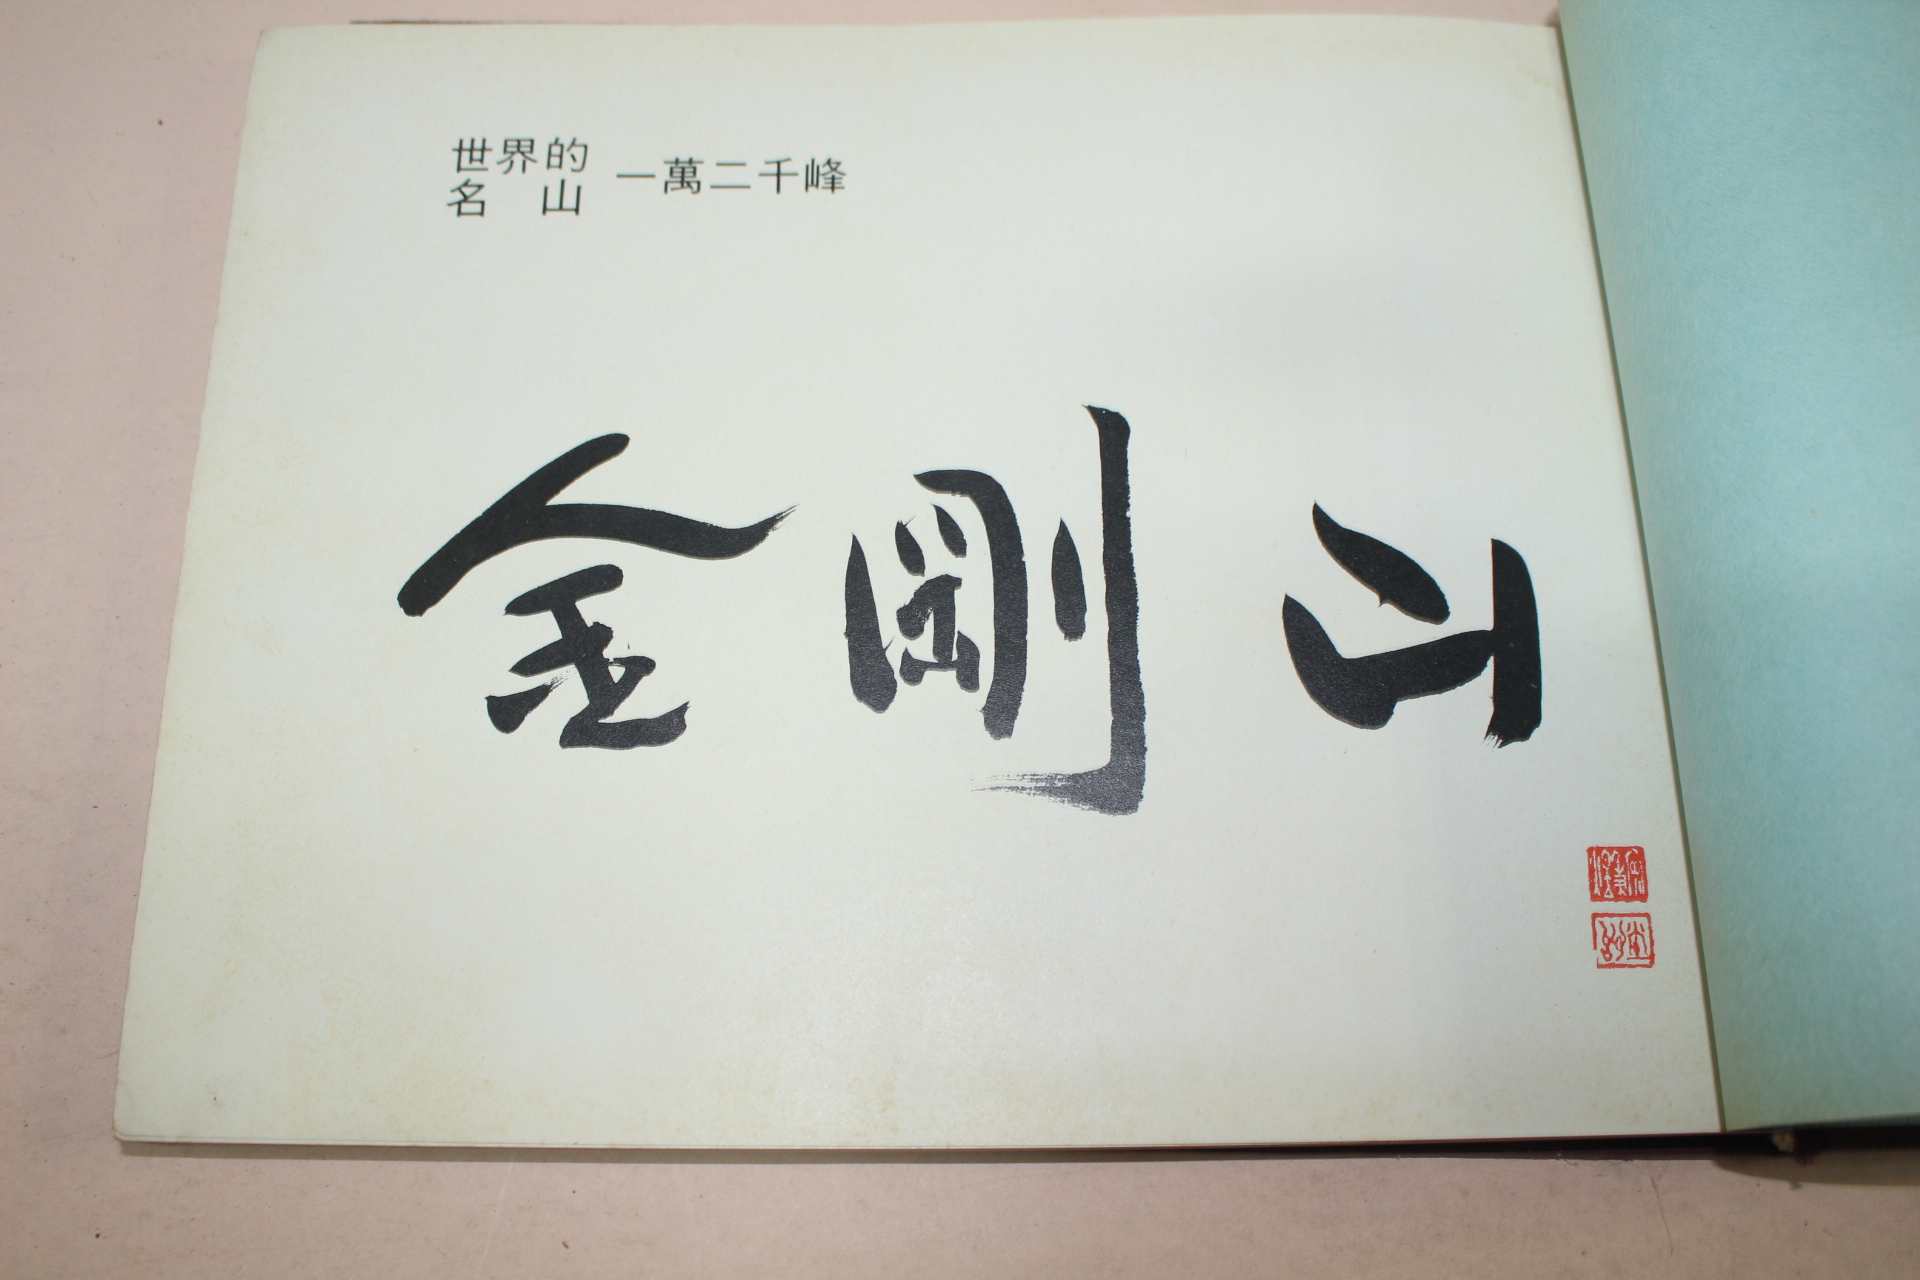 世界的
名山 一萬二千峰
金剛山